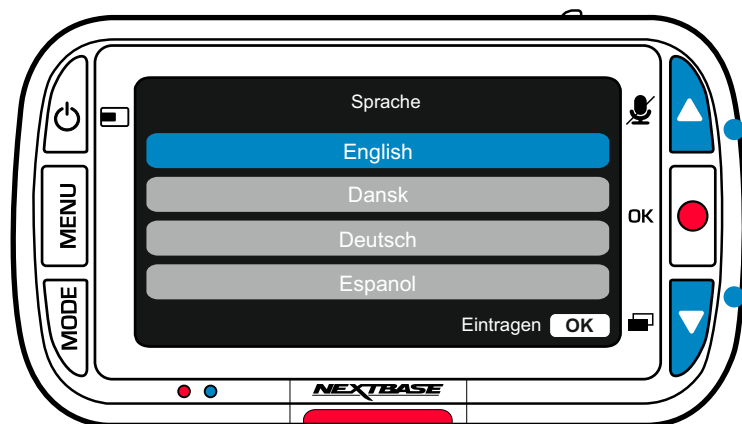 Sprache
English
Dansk
Deutsch
Espanol
Eintragen OK
MENU
MODE
OK
NEXTBASE